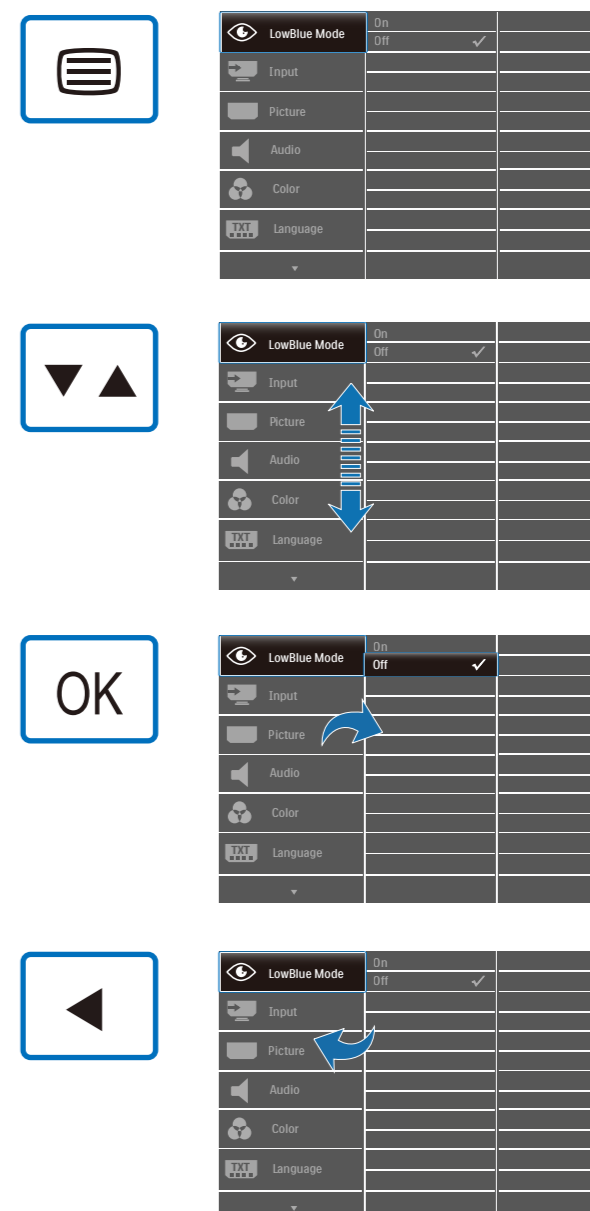 LowBlue Mode
On
Off
Input
Picture
Audio
Color
TXT
Language
LowBlue Mode
On
Off
Input
Picture
Audio
Color
TXT
Language
OK
LowBlue Mode
On
Off
Input
Picture
Audio
Color
TXT
Language
LowBlue Mode
On
Off
Input
Picture
Audio
Color
TXT
Language